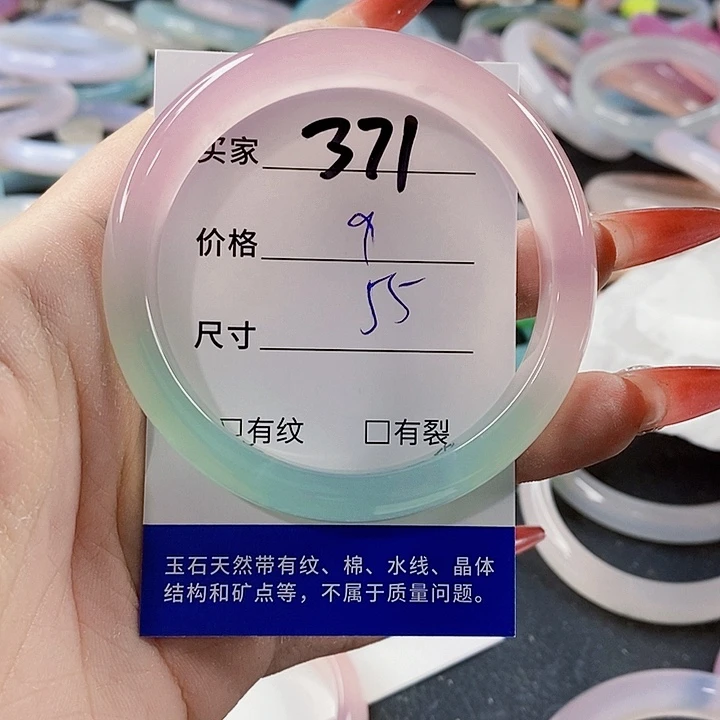 买家 371
价格 9
尺寸 55
□有纹 □有裂
玉石天然带有纹、棉、水线、晶体
结构和矿点等，不属于质量问题。